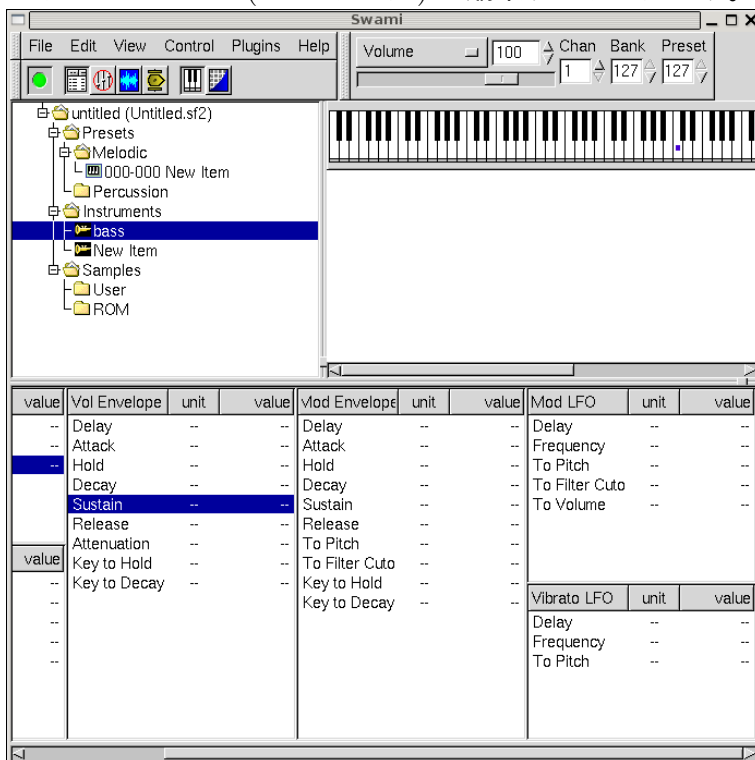 Swami
File Edit View Control Plugins Help
Volume 100 Chan Bank Preset
1 127 127
untitled (Untitled.sf2)
Presets
Melodic
000-000 New Item
Percussion
Instruments
bass
New Item
Samples
User
ROM
value
--
--
--
value
--
--
--
--
--
Vol Envelope unit value
Delay -- --
Attack -- --
Hold -- --
Decay -- --
Sustain -- --
Release -- --
Attenuation -- --
Key to Hold -- --
Key to Decay -- --
Mod Envelope unit value
Delay -- --
Attack -- --
Hold -- --
Decay -- --
Sustain -- --
Release -- --
To Pitch -- --
To Filter Cuto -- --
Key to Hold -- --
Key to Decay -- --
Mod LFO unit value
Delay -- --
Frequency -- --
To Pitch -- --
To Filter Cuto -- --
To Volume -- --
Vibrato LFO unit value
Delay -- --
Frequency -- --
To Pitch -- --